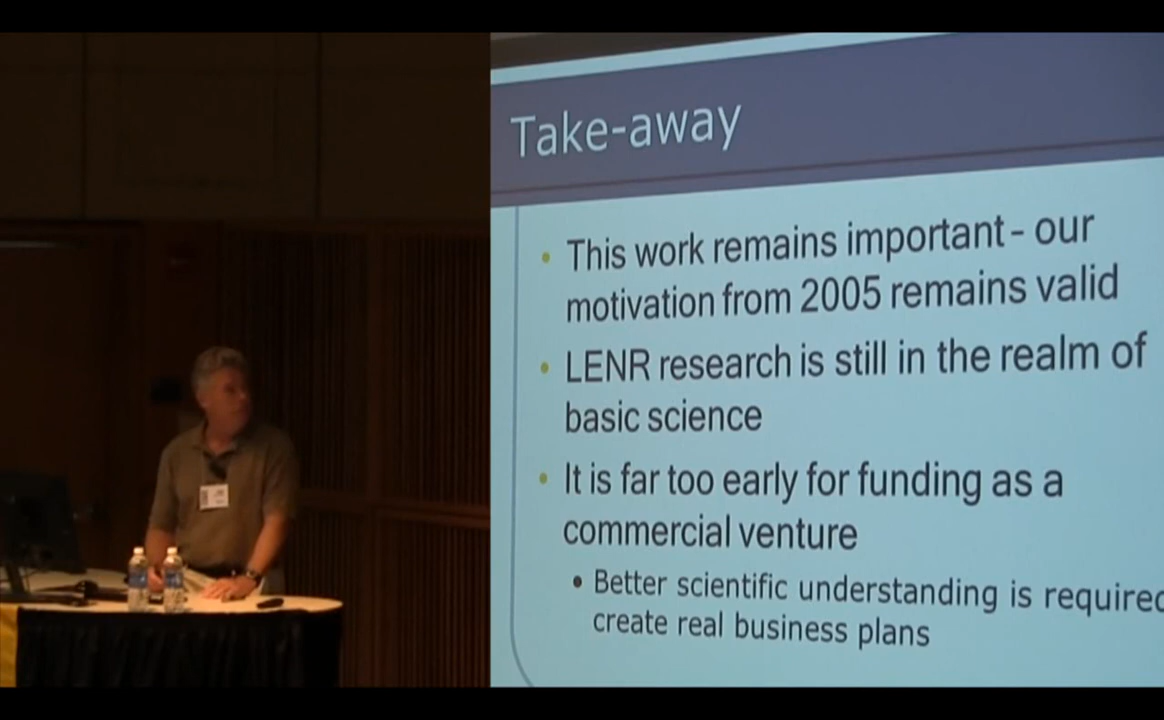 Take-away
• This work remains important - our
motivation from 2005 remains valid
• LENR research is still in the realm of
basic science
• It is far too early for funding as a
commercial venture
• Better scientific understanding is required
create real business plans